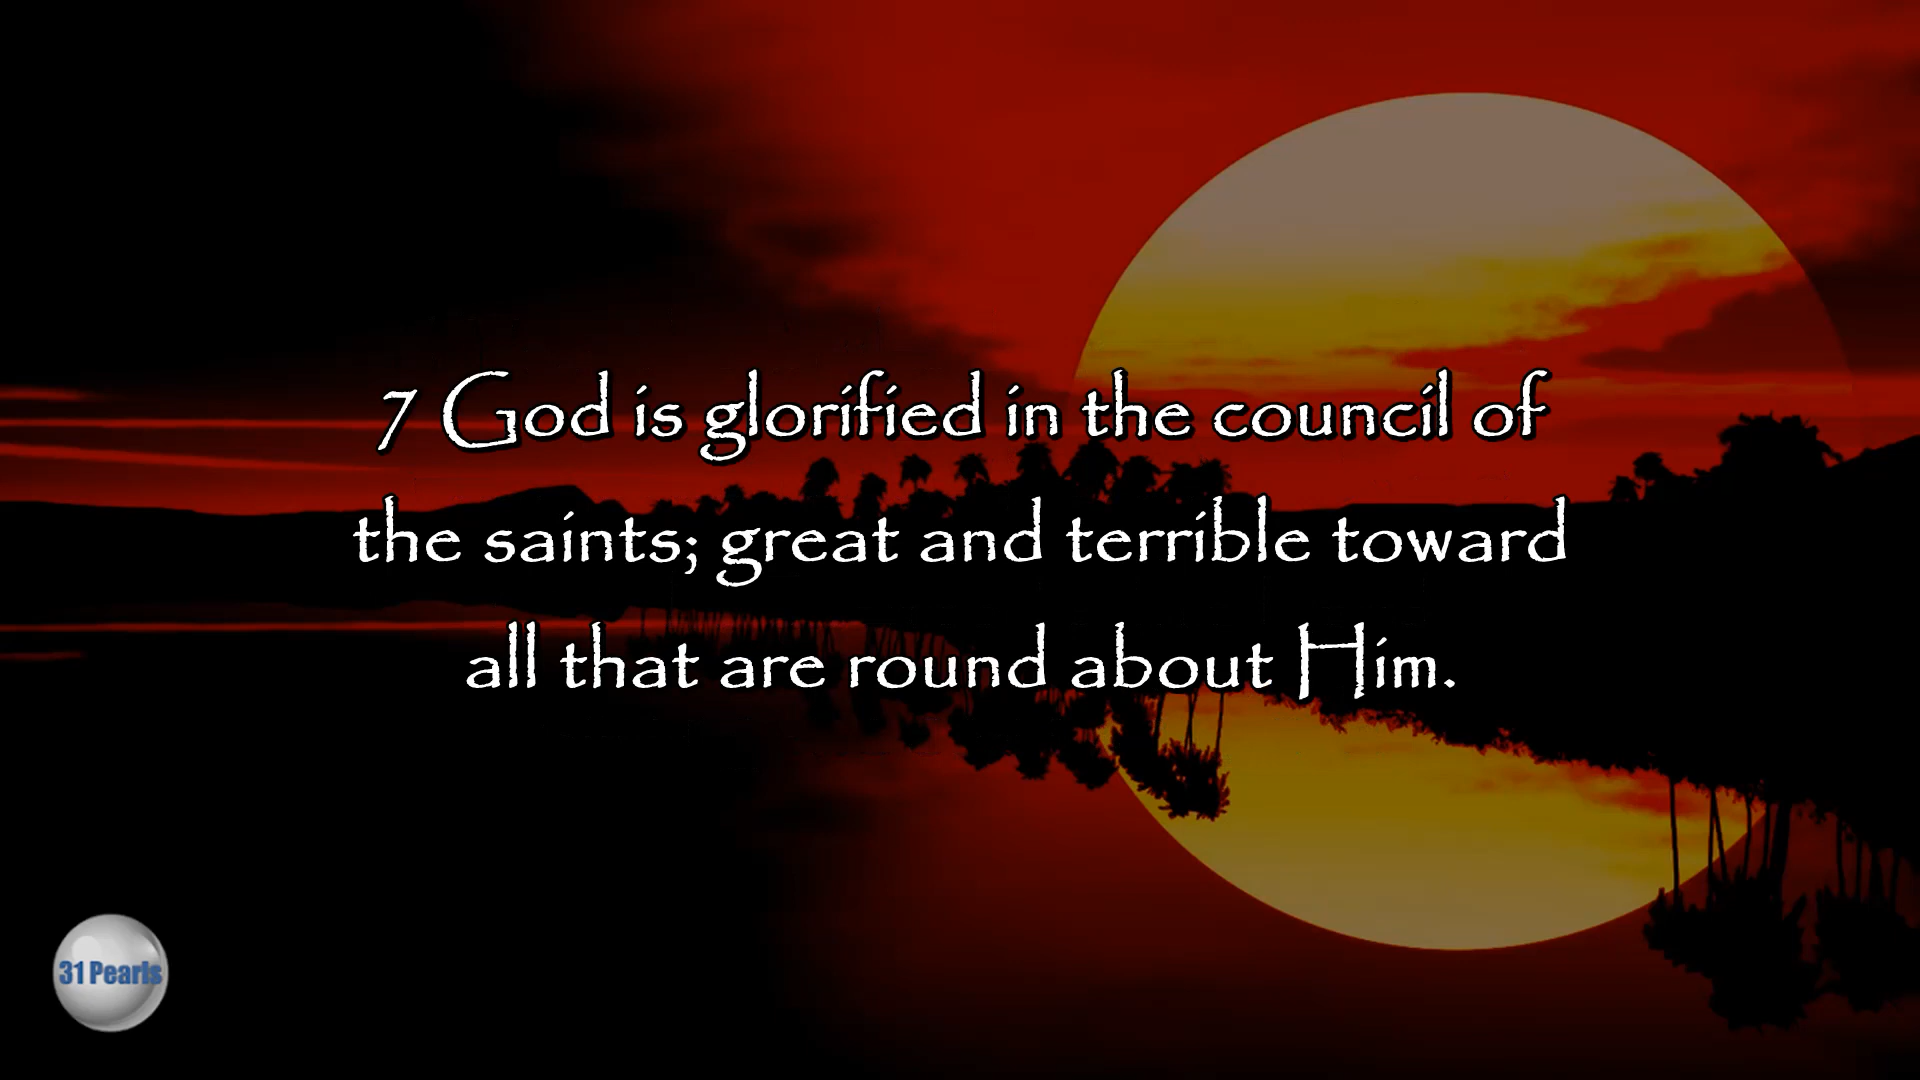 7 God is glorified in the council of
the saints; great and terrible toward
all that are round about Him.
31 Pearls